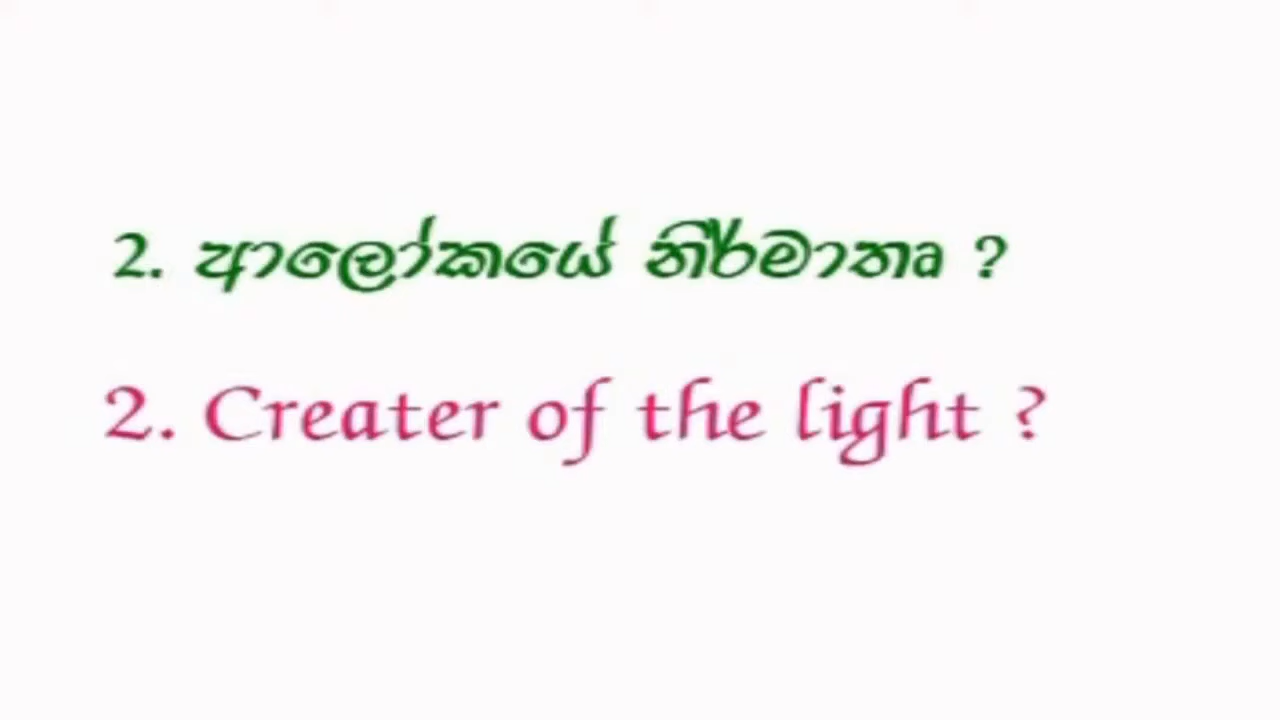 2. ආලෝකයේ නිර්මාතෘ ?
2. Creater of the light ?